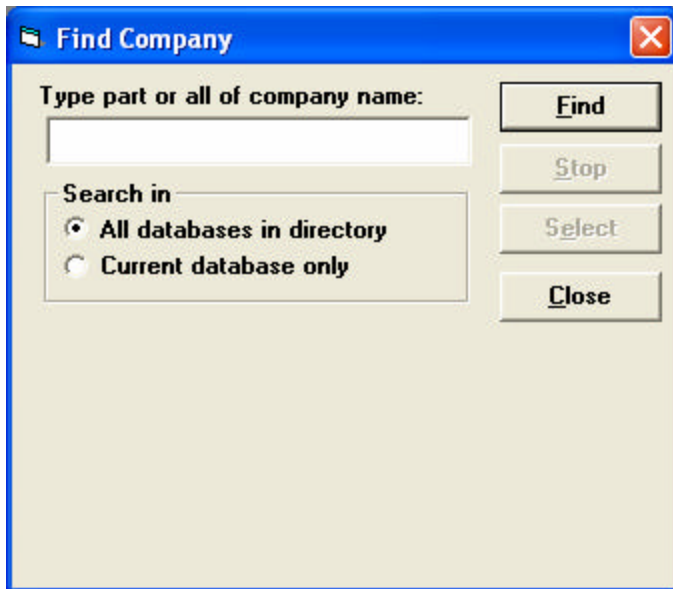 Find Company
Type part or all of company name:
Find
Stop
Search in
All databases in directory
Select
Current database only
Close